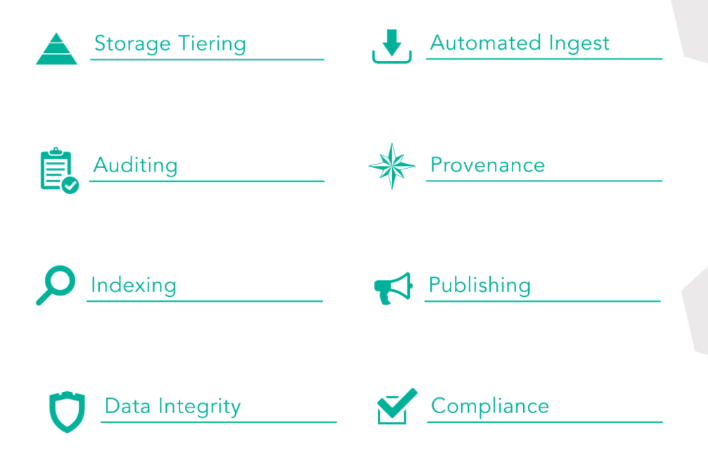 Storage Tiering
Automated Ingest
Auditing
Provenance
Indexing
Publishing
Data Integrity
Compliance